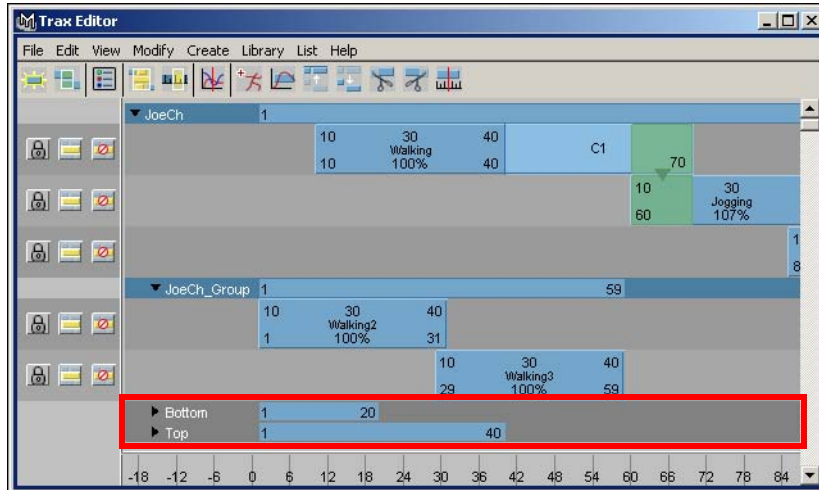 Trax Editor
File Edit View Modify Create Library List Help
JoeCh 1
10 30 40
Walking C1
10 100% 40 70
10 30
Jogging
60 107%
1
8
JoeCh_Group 1 59
10 30 40
Walking2
1 100% 31
10 30 40
Walking3
29 100% 59
Bottom 1 20
Top 1 40
-18 -12 -6 0 6 12 18 24 30 36 42 48 54 60 66 72 78 84